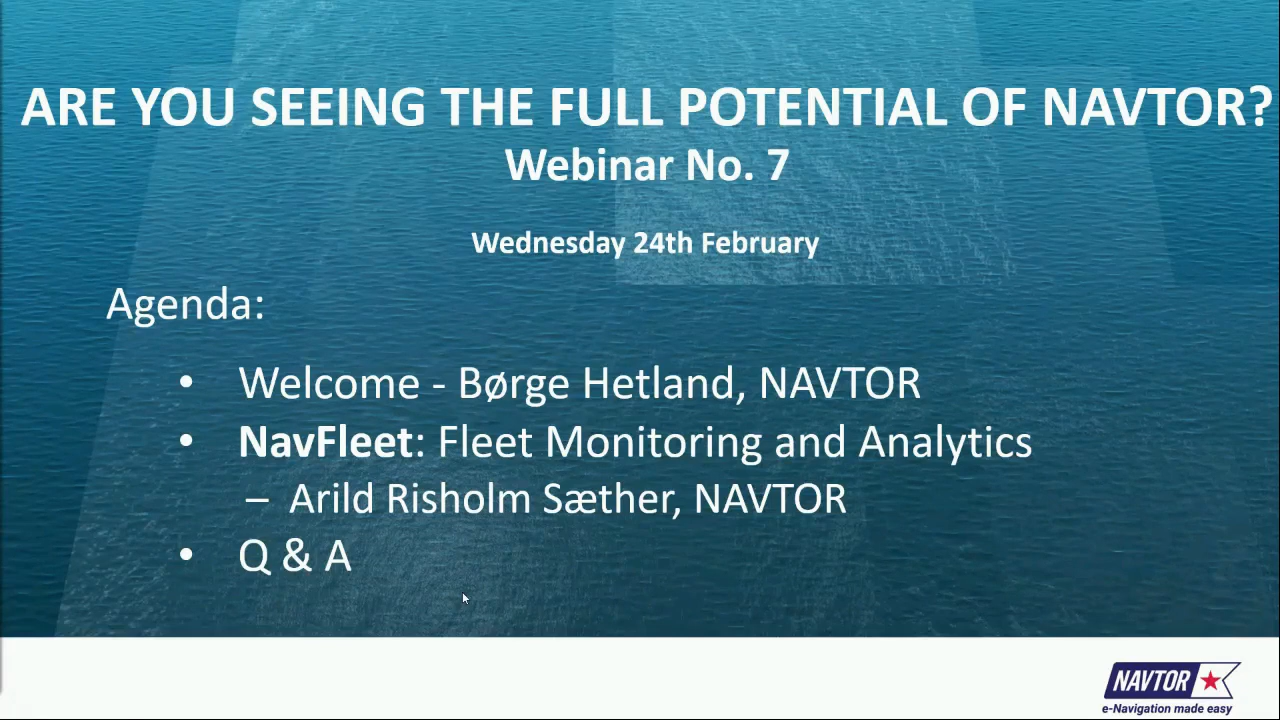 ARE YOU SEEING THE FULL POTENTIAL OF NAVTOR?
Webinar No. 7
Wednesday 24th February
Agenda:
• Welcome - Børge Hetland, NAVTOR
• NavFleet: Fleet Monitoring and Analytics
– Arild Risholm Sæther, NAVTOR
• Q & A
NAVTOR
e-Navigation made easy